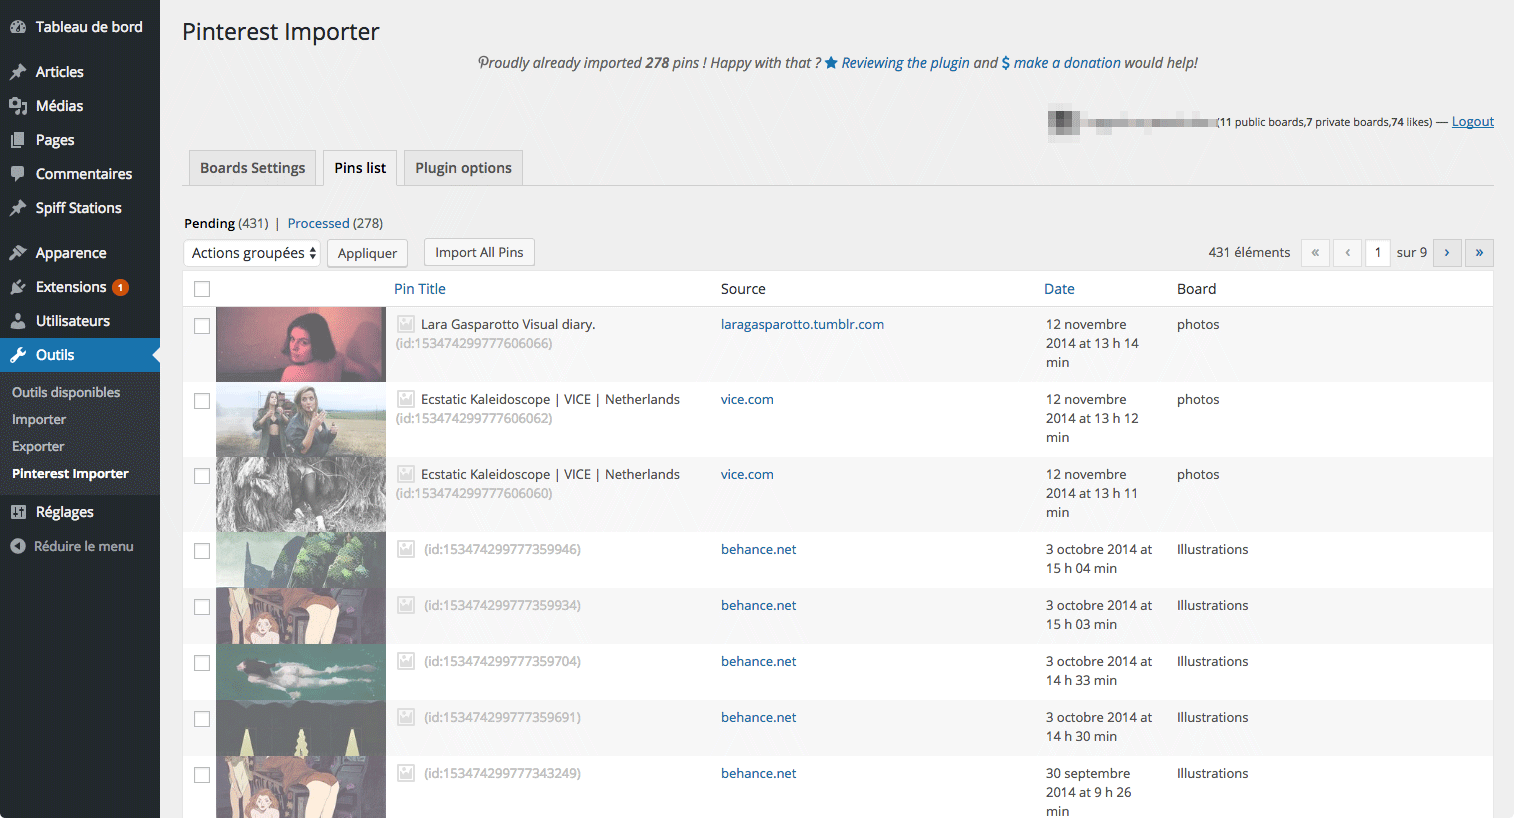 Tableau de bord
Articles
Médias
Pages
Commentaires
Spiff Stations
Apparence
Extensions 1
Utilisateurs
Outils
Outils disponibles
Importer
Exporter
Pinterest Importer
Réglages
Réduire le menu
Pinterest Importer
Proudly already imported 278 pins ! Happy with that ? Reviewing the plugin and $ make a donation would help!
(11 public boards,7 private boards,74 likes) — Logout
Boards Settings Pins list Plugin options
Pending (431) | Processed (278)
Actions groupées Appliquer Import All Pins 431 éléments « ‹ 1 sur 9 › »
Pin Title Source Date Board
Lara Gasparotto Visual diary. laragasparotto.tumblr.com 12 novembre photos
(id:153474299777606066) 2014 at 13 h 14
min
Ecstatic Kaleidoscope | VICE | Netherlands vice.com 12 novembre photos
(id:153474299777606062) 2014 at 13 h 12
min
Ecstatic Kaleidoscope | VICE | Netherlands vice.com 12 novembre photos
(id:153474299777606060) 2014 at 13 h 11
min
(id:153474299777359946) behance.net 3 octobre 2014 at Illustrations
15 h 04 min
(id:153474299777359934) behance.net 3 octobre 2014 at Illustrations
15 h 03 min
(id:153474299777359704) behance.net 3 octobre 2014 at Illustrations
14 h 33 min
(id:153474299777359691) behance.net 3 octobre 2014 at Illustrations
14 h 30 min
(id:153474299777343249) behance.net 30 septembre Illustrations
2014 at 9 h 26
min